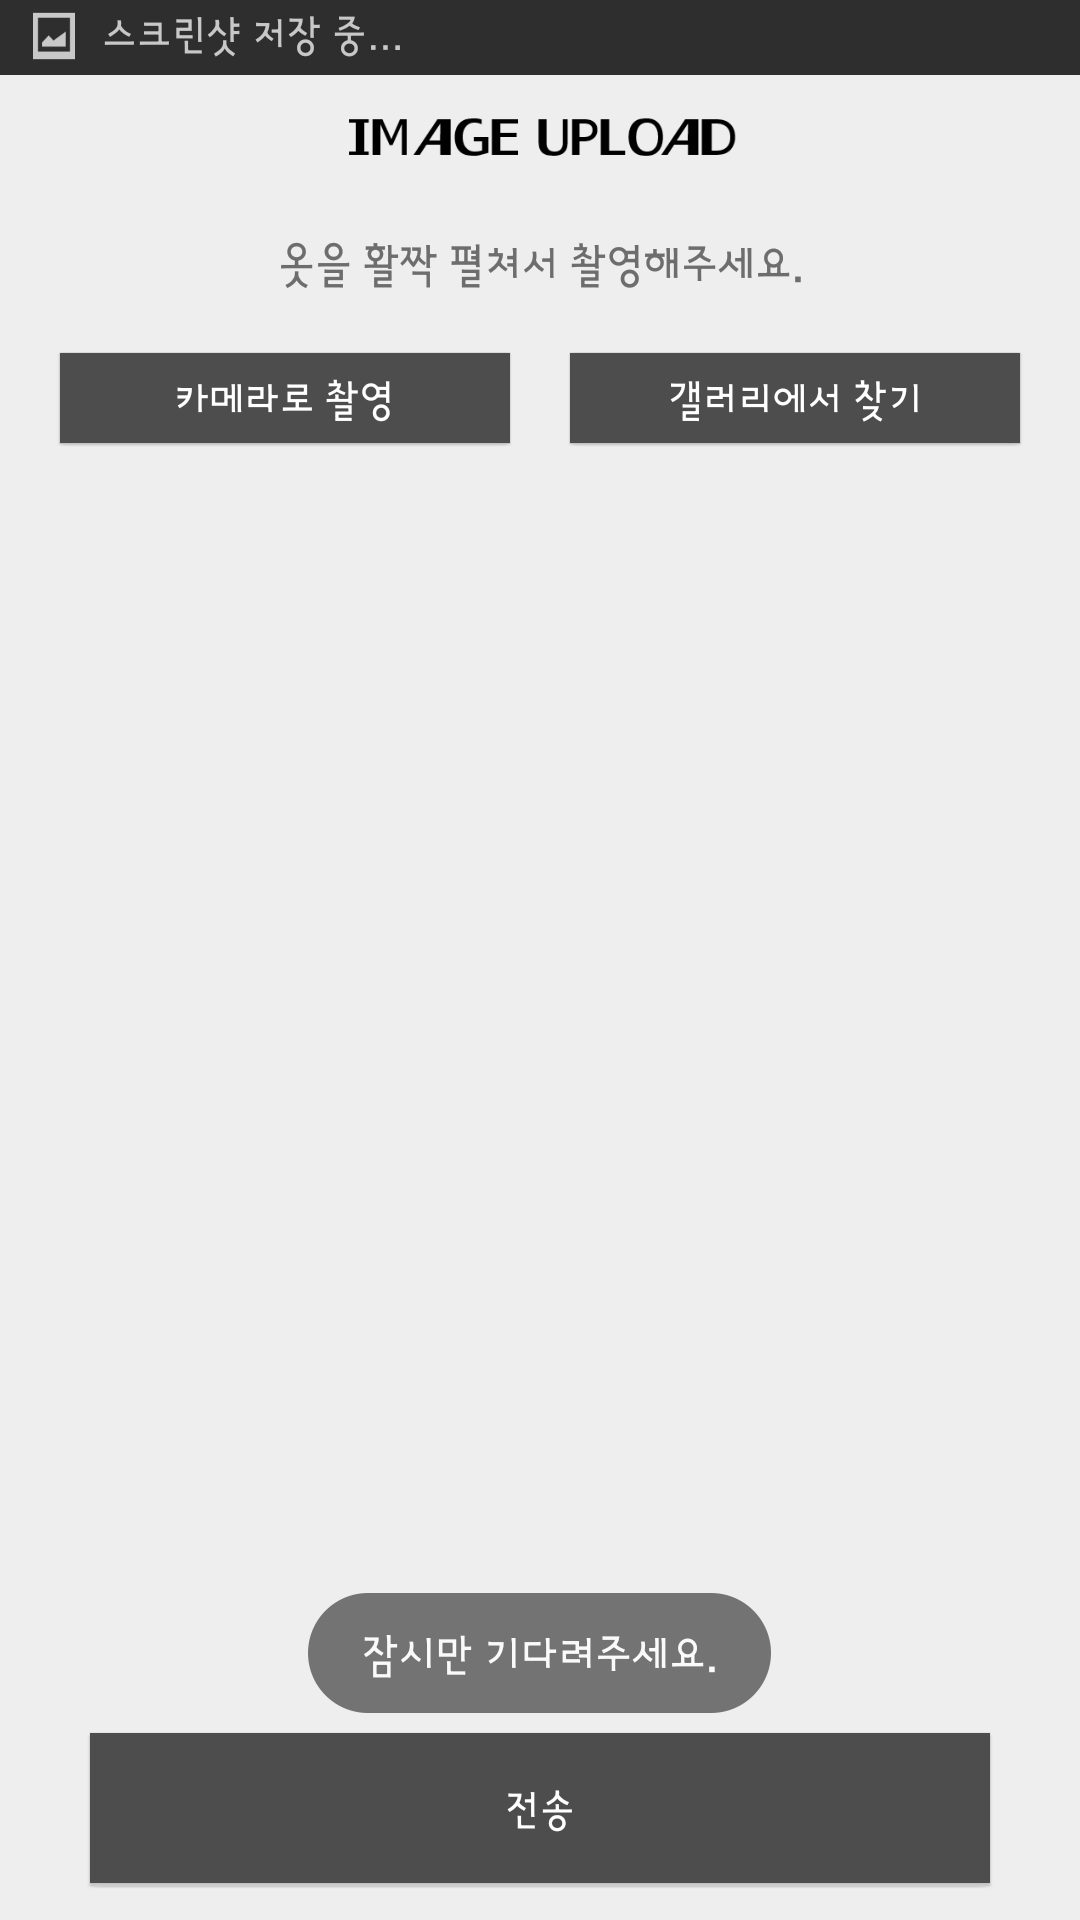 스크린샷 저장 중...
IMAGE UPLOAD
옷을 활짝 펼쳐서 촬영해주세요.
카메라로 촬영
갤러리에서 찾기
잠시만 기다려주세요.
전송